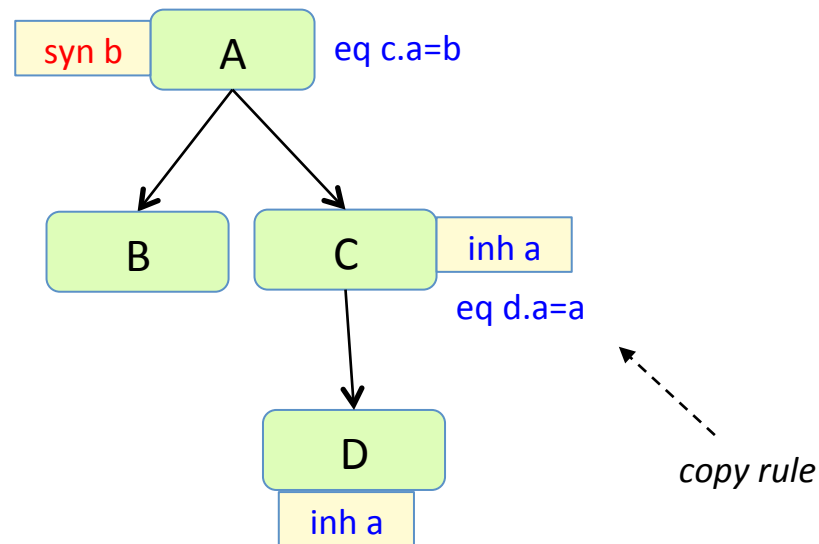 syn b
A
eq c.a=b
B
C
inh a
eq d.a=a
D
inh a
copy rule